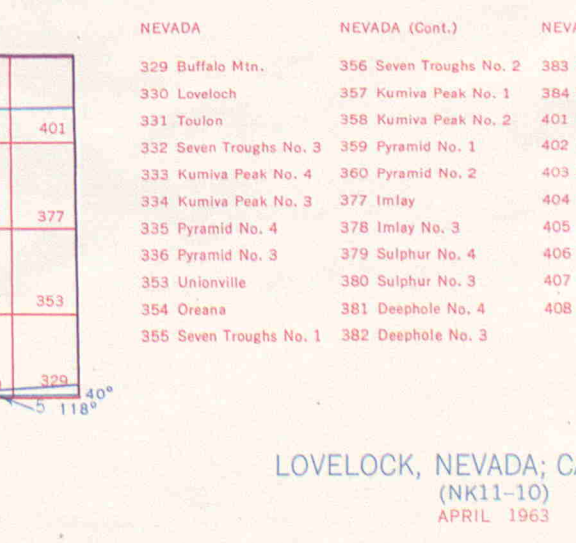 401
377
353
329
40°
5 118°
NEVADA
329 Buffalo Mtn.
330 Loveloch
331 Toulon
332 Seven Troughs No. 3
333 Kumiva Peak No. 4
334 Kumiva Peak No. 3
335 Pyramid No. 4
336 Pyramid No. 3
353 Unionville
354 Oreana
355 Seven Troughs No. 1
NEVADA (Cont.)
356 Seven Troughs No. 2
357 Kumiva Peak No. 1
358 Kumiva Peak No. 2
359 Pyramid No. 1
360 Pyramid No. 2
377 Imlay
378 Imlay No. 3
379 Sulphur No. 4
380 Sulphur No. 3
381 Deephole No. 4
382 Deephole No. 3
NEVA
383
384
401
402
403
404
405
406
407
408
LOVELOCK, NEVADA; CA
(NK11-10)
APRIL 1963